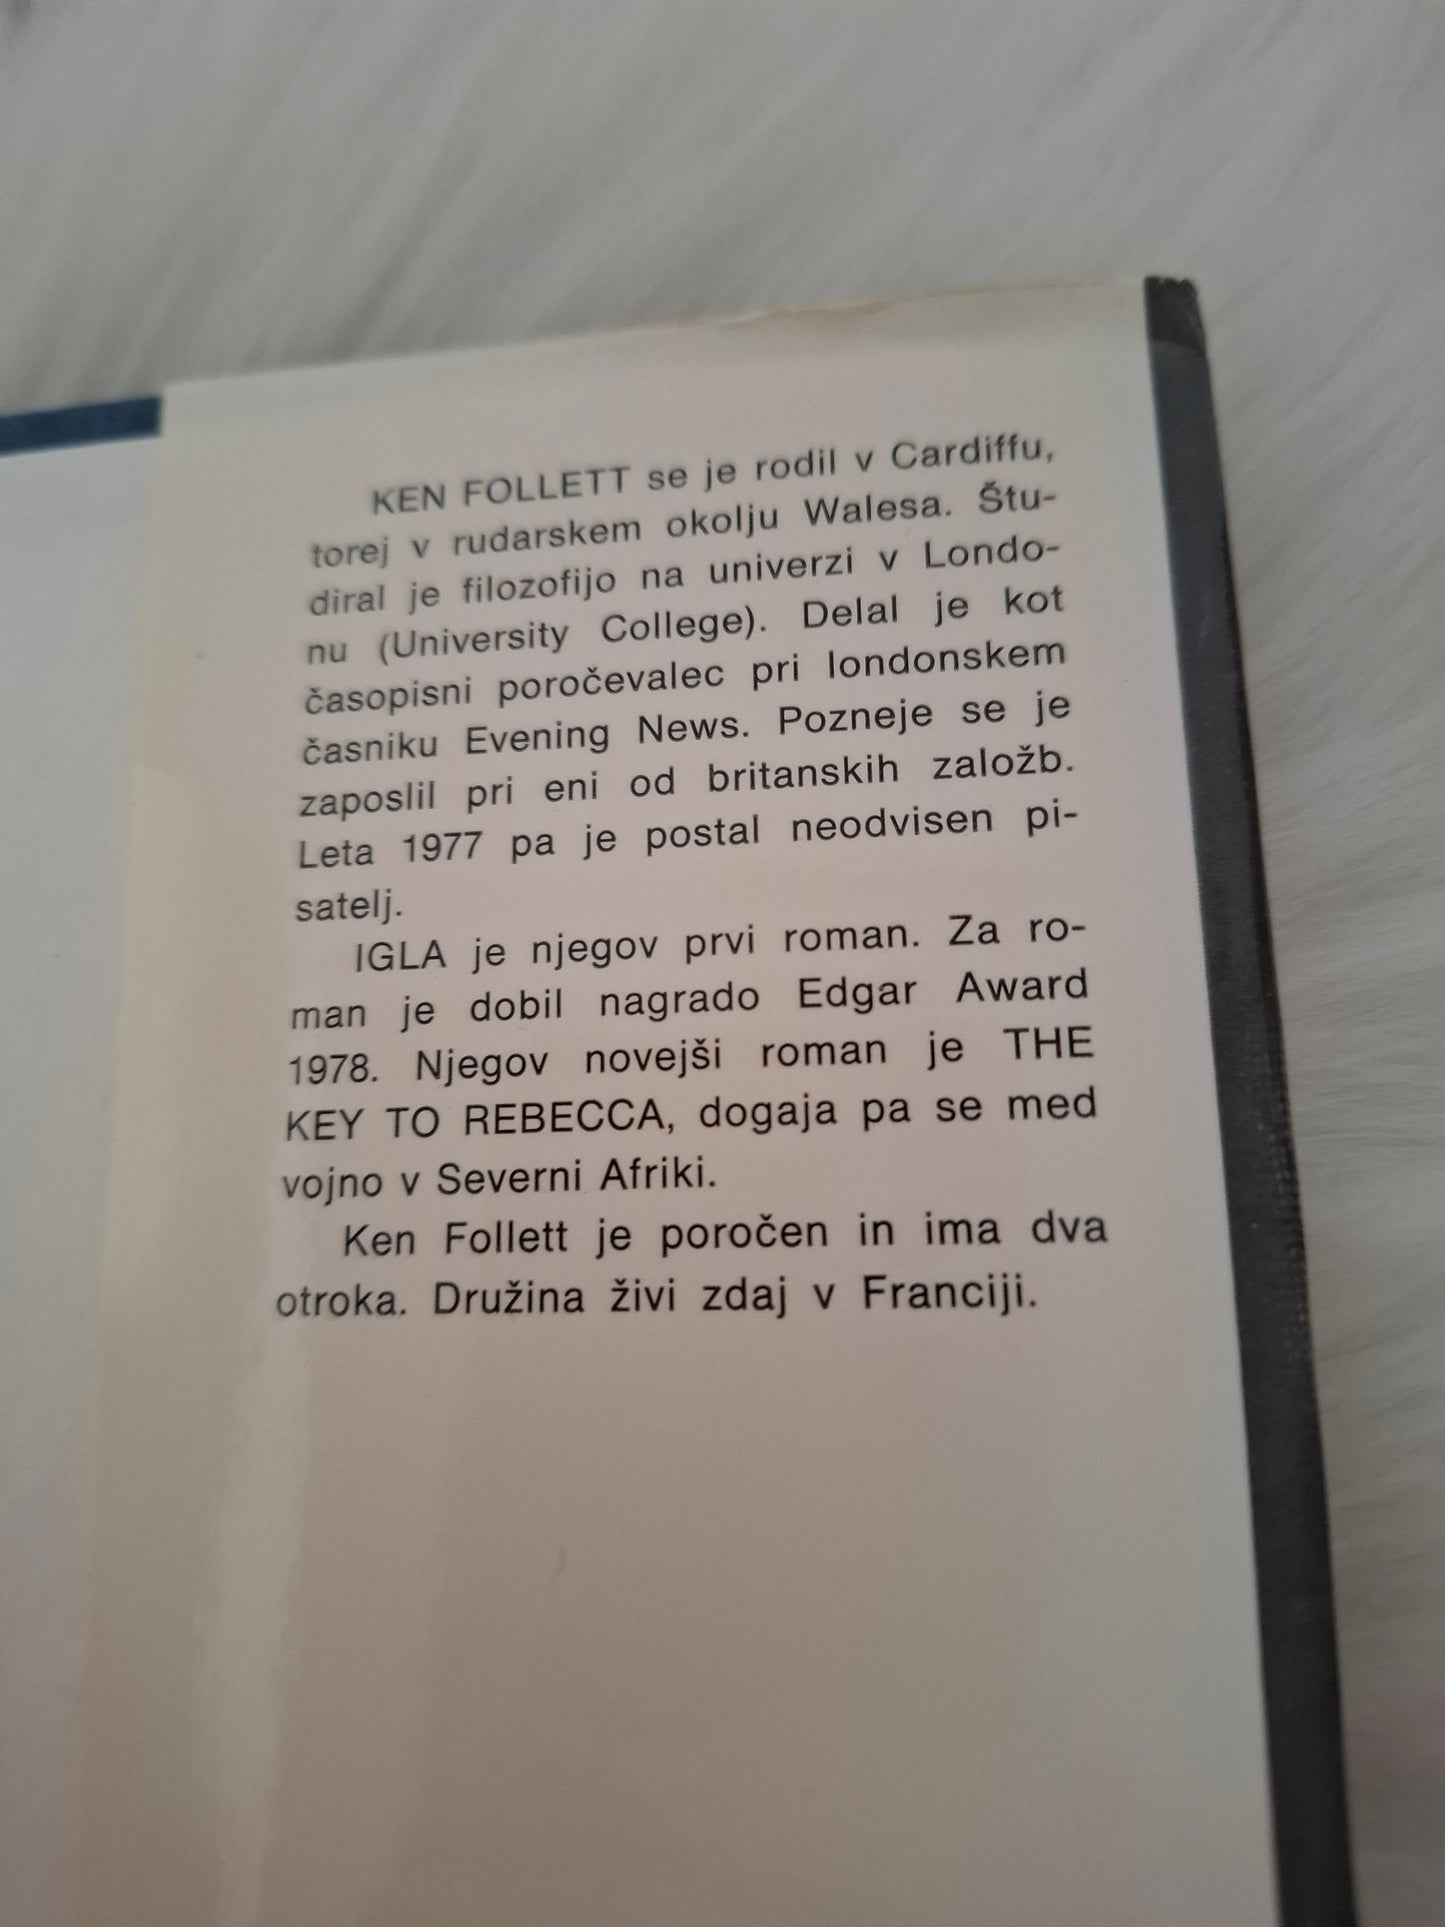 KEN FOLLETT se je rodil v Cardiffu,
torej v rudarskem okolju Walesa. Štu-
diral je filozofijo na univerzi v Londo-
nu (University College). Delal je kot
časopisni poročevalec pri londonskem
časniku Evening News. Pozneje se je
zaposlil pri eni od britanskih založb.
Leta 1977 pa je postal neodvisen pi-
satelj.
IGLA je njegov prvi roman. Za ro-
man je dobil nagrado Edgar Award
1978. Njegov novejši roman je THE
KEY TO REBECCA, dogaja pa se med
vojno v Severni Afriki.
Ken Follett je poročen in ima dva
otroka. Družina živi zdaj v Franciji.